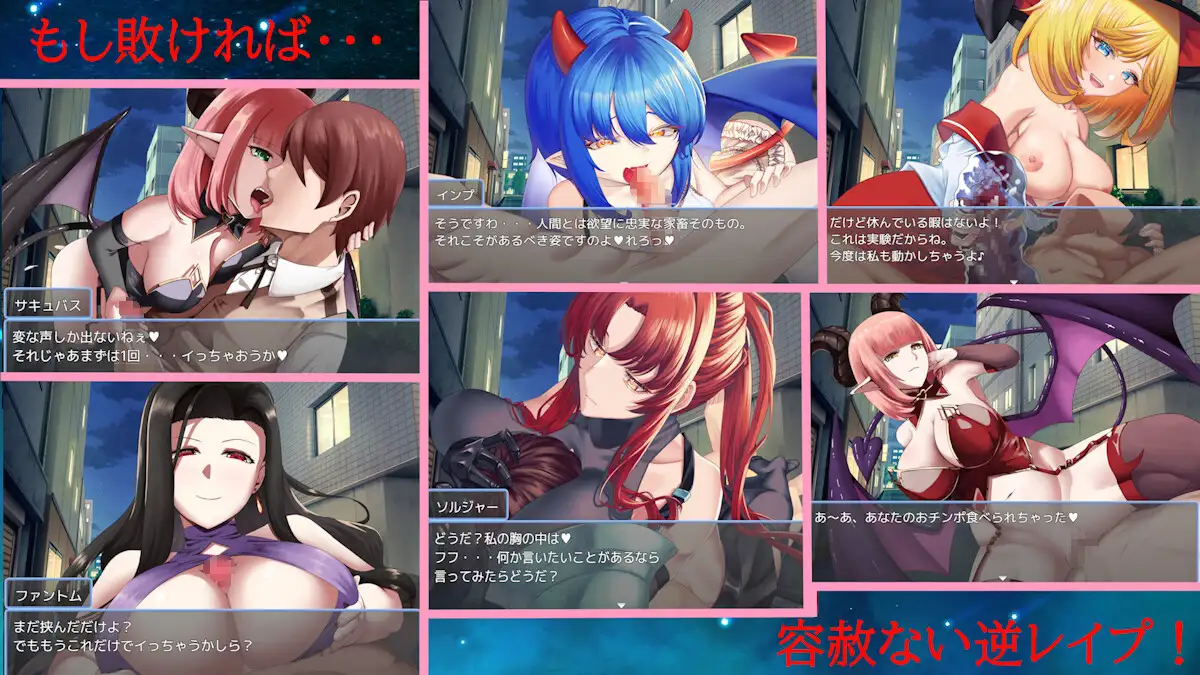 もし敗ければ・・・
サキュバス
変な声しか出ないねぇ♥
それじゃあまずは1回・・・イっちゃおうか♥
インプ
そうですわ・・・人間とは欲望に忠実な家畜そのもの。
それこそがあるべき姿ですのよ♥れろっ♥
だけど休んでいる暇はないよ！
これは実験だからね。
今度は私も動かしちゃうよ♪
ファントム
まだ挟んだだけよ？
でももうこれだけでイっちゃうかしら？
ソルジャー
どうだ？私の胸の中は♥
フフ・・・何か言いたいことがあるなら
言ってみたらどうだ？
あ～あ、あなたのおチンポ食べられちゃった♥
容赦ない逆レイプ！